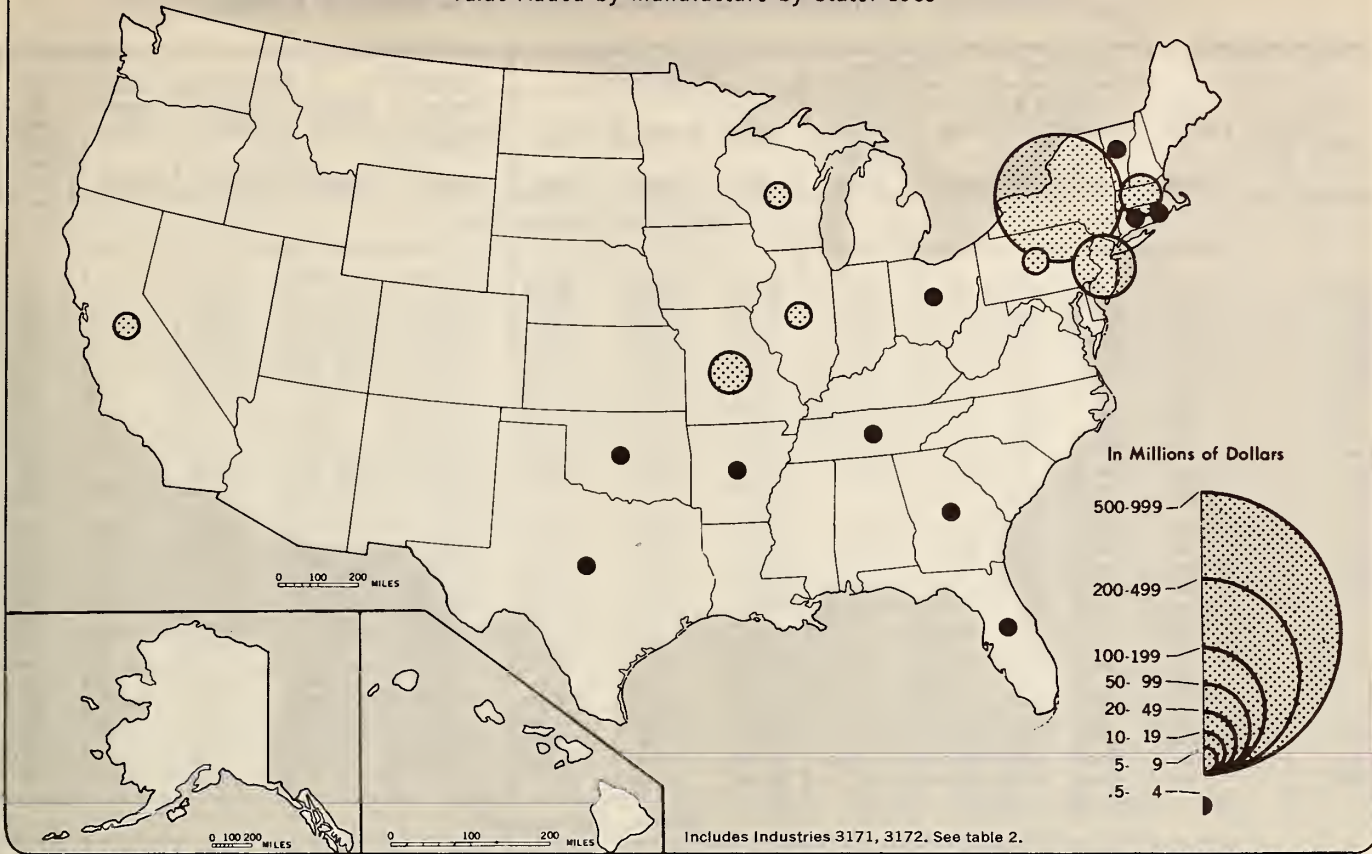 0 100 200 MILES
In Millions of Dollars
500-999
200-499
100-199
50- 99
20- 49
10- 19
5- 9
.5- 4
0 100 200 MILES
0 100 200 MILES
Includes Industries 3171, 3172. See table 2.